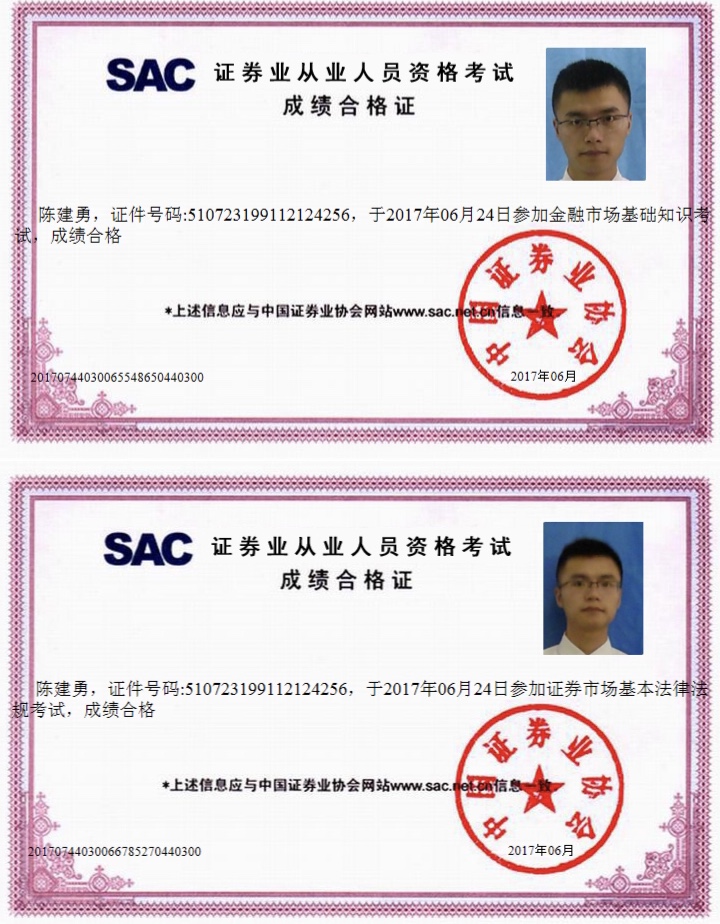 SAC 证券业从业人员资格考试
成绩合格证
陈建勇，证件号码:510723199112124256，于2017年06月24日参加金融市场基础知识考
试，成绩合格
中国证券业协会
*上述信息应与中国证券业协会网站www.sac.net.cn信息一致
20170744030065548650440300
2017年06月
SAC 证券业从业人员资格考试
成绩合格证
陈建勇，证件号码:510723199112124256，于2017年06月24日参加证券市场基本法律法
规考试，成绩合格
中国证券业协会
*上述信息应与中国证券业协会网站www.sac.net.cn信息一致
20170744030066785270440300
2017年06月